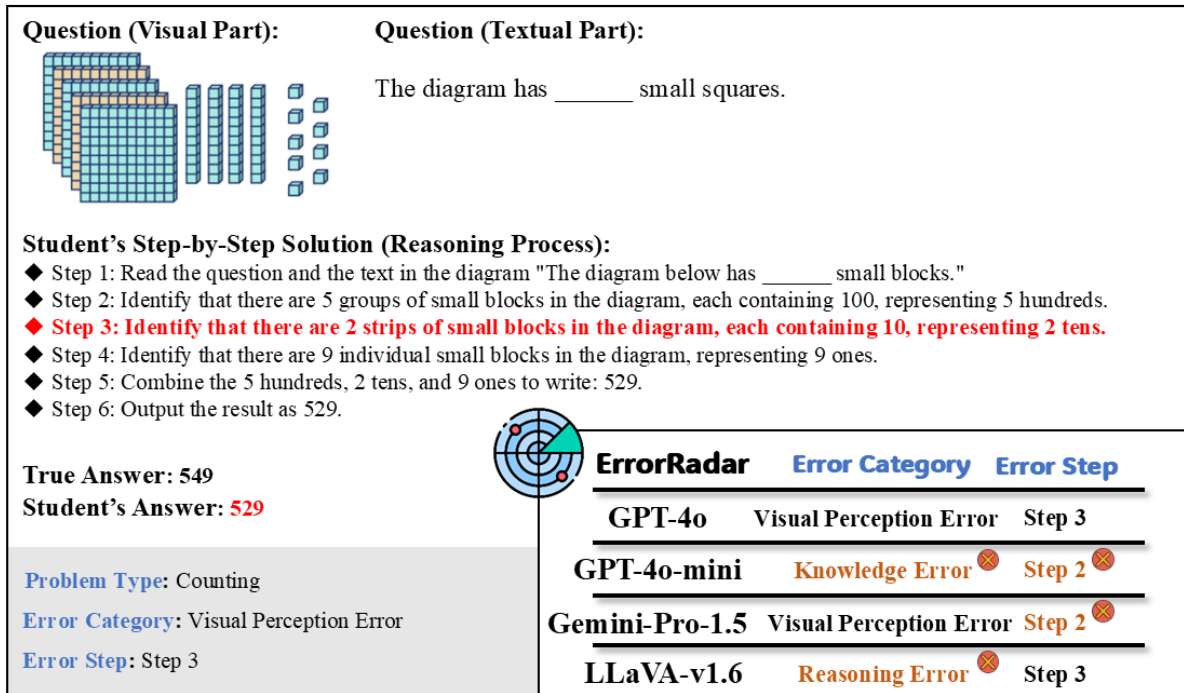 Question (Visual Part):
Question (Textual Part):
The diagram has ______ small squares.
Student's Step-by-Step Solution (Reasoning Process):
◆ Step 1: Read the question and the text in the diagram "The diagram below has ______ small blocks."
◆ Step 2: Identify that there are 5 groups of small blocks in the diagram, each containing 100, representing 5 hundreds.
◆ Step 3: Identify that there are 2 strips of small blocks in the diagram, each containing 10, representing 2 tens.
◆ Step 4: Identify that there are 9 individual small blocks in the diagram, representing 9 ones.
◆ Step 5: Combine the 5 hundreds, 2 tens, and 9 ones to write: 529.
◆ Step 6: Output the result as 529.
True Answer: 549
Student's Answer: 529
Problem Type: Counting
Error Category: Visual Perception Error
Error Step: Step 3
ErrorRadar Error Category Error Step
GPT-4o Visual Perception Error Step 3
GPT-4o-mini Knowledge Error Step 2
Gemini-Pro-1.5 Visual Perception Error Step 2
LLaVA-v1.6 Reasoning Error Step 3